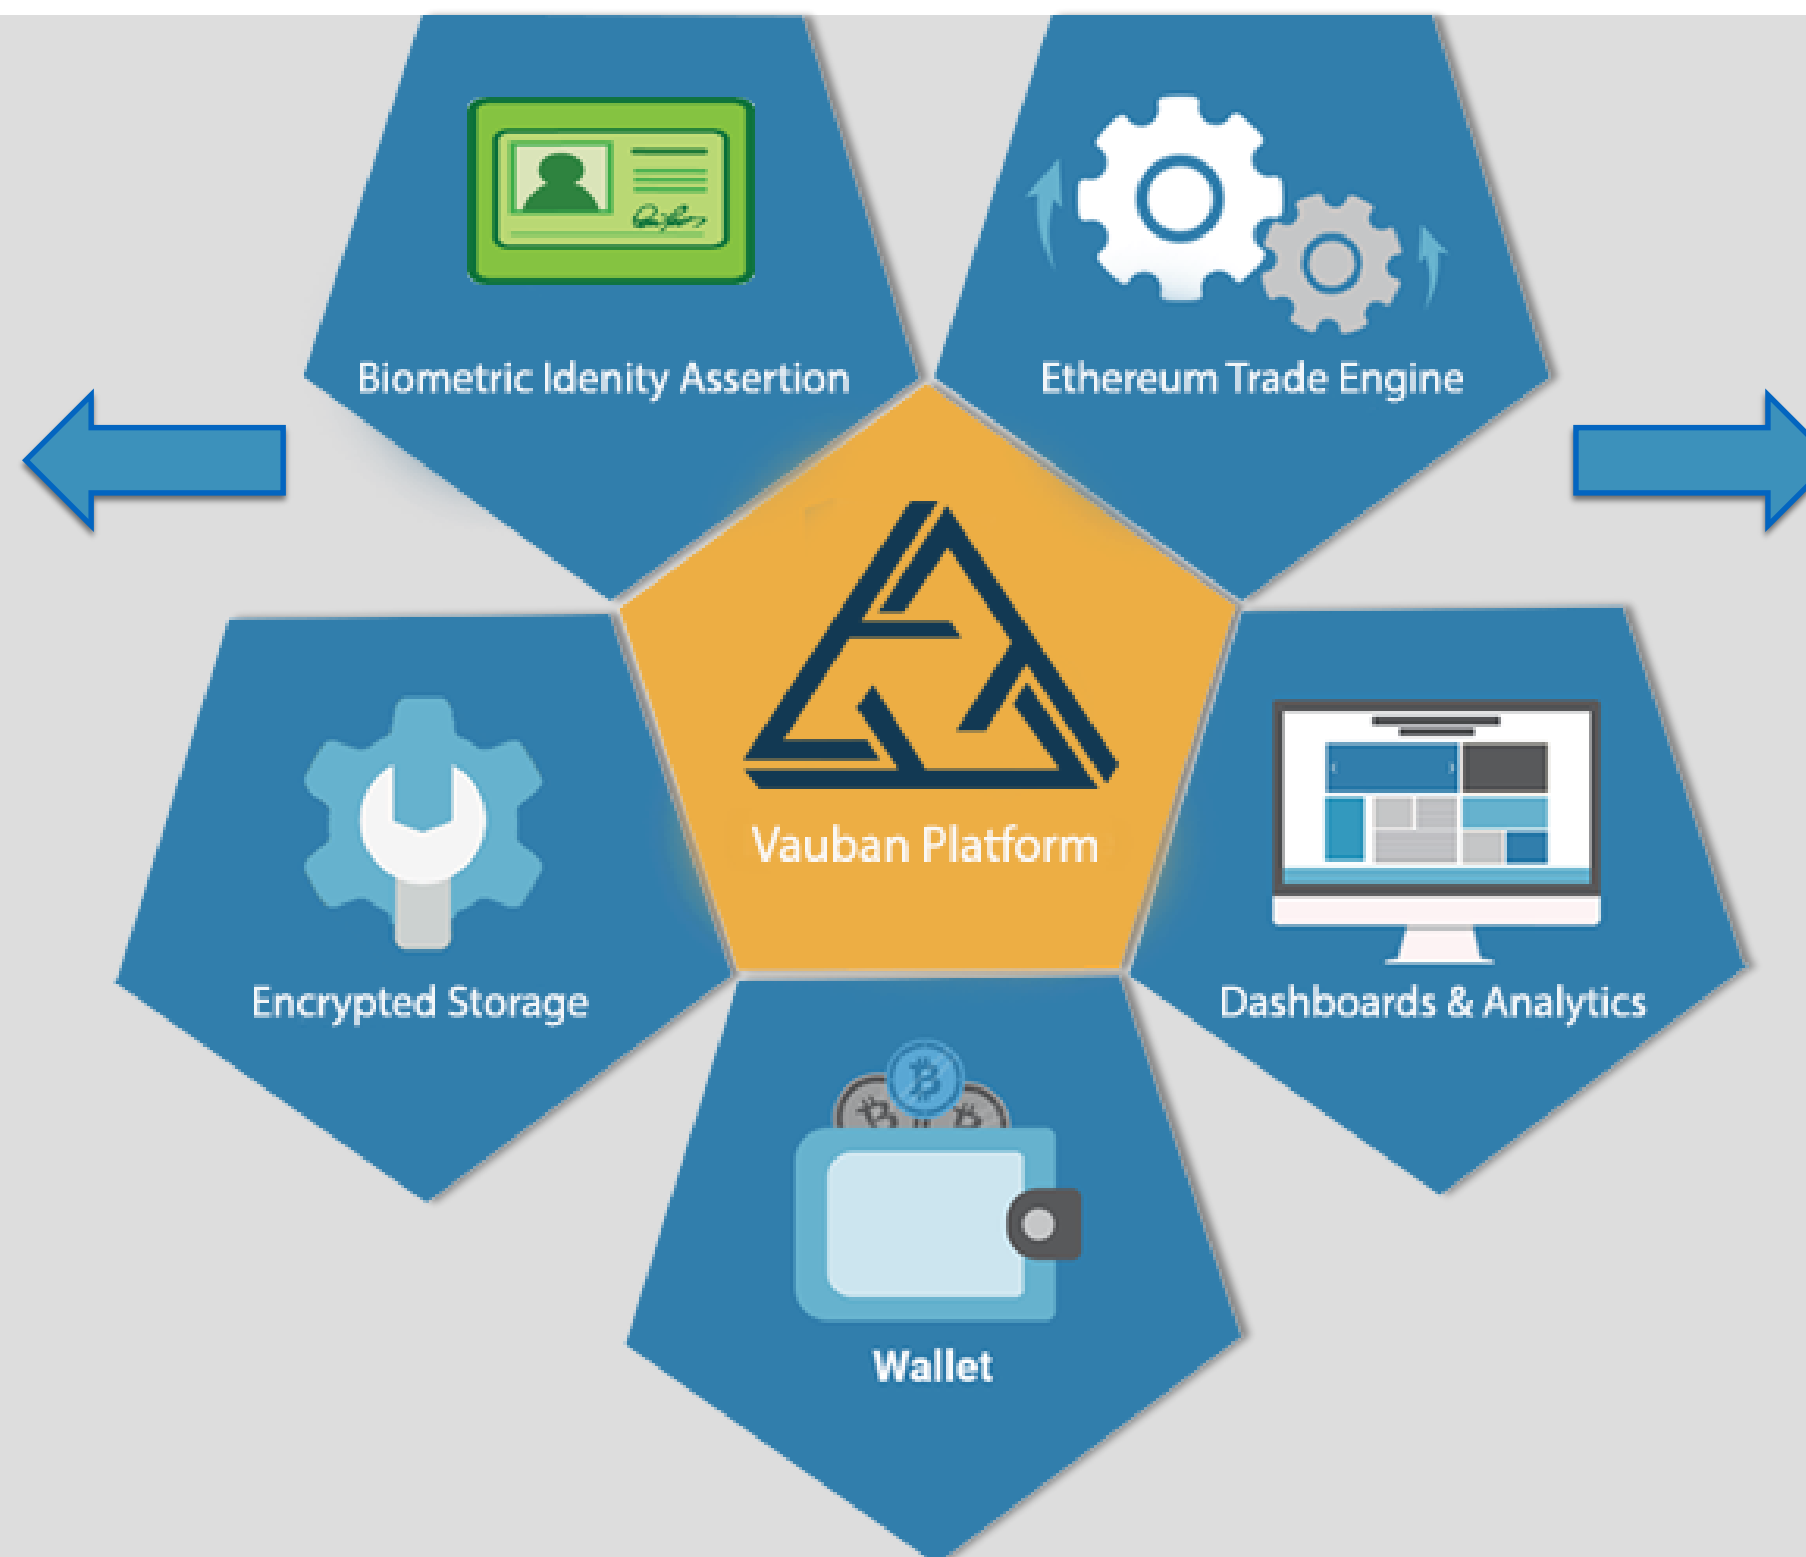 Biometric Idenity Assertion
Ethereum Trade Engine
Vauban Platform
Encrypted Storage
Dashboards & Analytics
Wallet